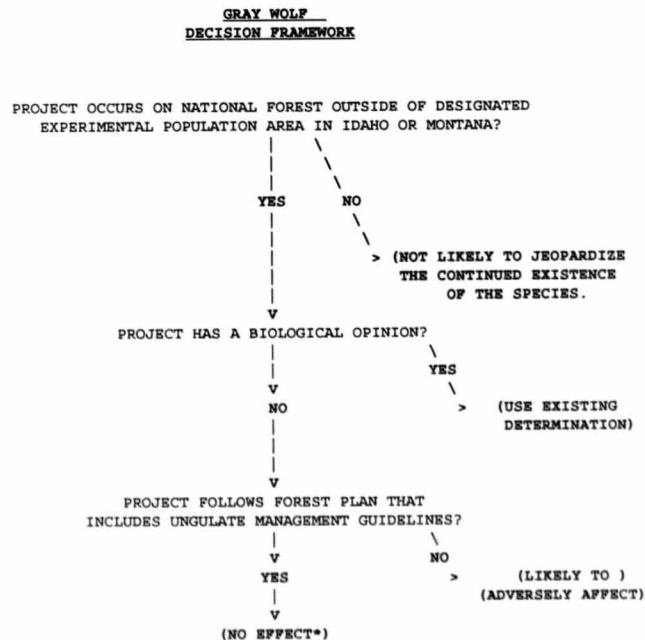 GRAY WOLF
DECISION FRAMEWORK
PROJECT OCCURS ON NATIONAL FOREST OUTSIDE OF DESIGNATED
EXPERIMENTAL POPULATION AREA IN IDAHO OR MONTANA?
YES NO
> (NOT LIKELY TO JEOPARDIZE
THE CONTINUED EXISTENCE
OF THE SPECIES.
V
PROJECT HAS A BIOLOGICAL OPINION?
YES
V
NO > (USE EXISTING
DETERMINATION)
V
PROJECT FOLLOWS FOREST PLAN THAT
INCLUDES UNGULATE MANAGEMENT GUIDELINES?
V NO
YES > (LIKELY TO )
(ADVERSELY AFFECT)
V
(NO EFFECT*)